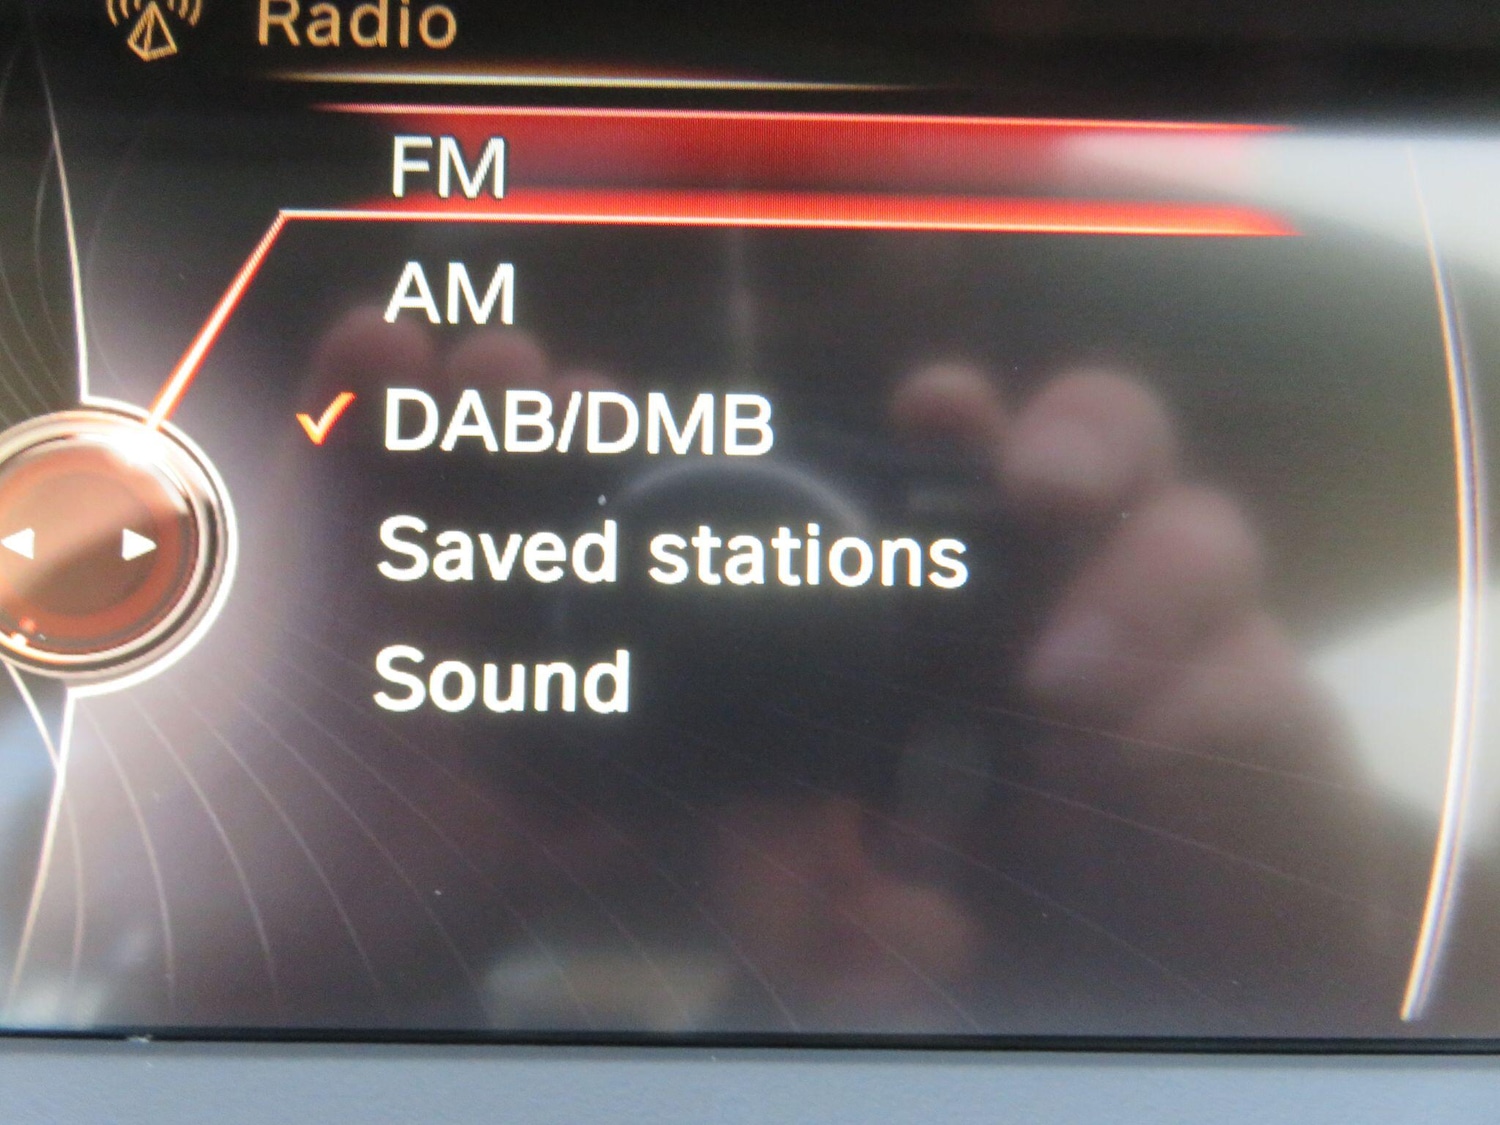 Radio
FM
AM
DAB/DMB
Saved stations
Sound